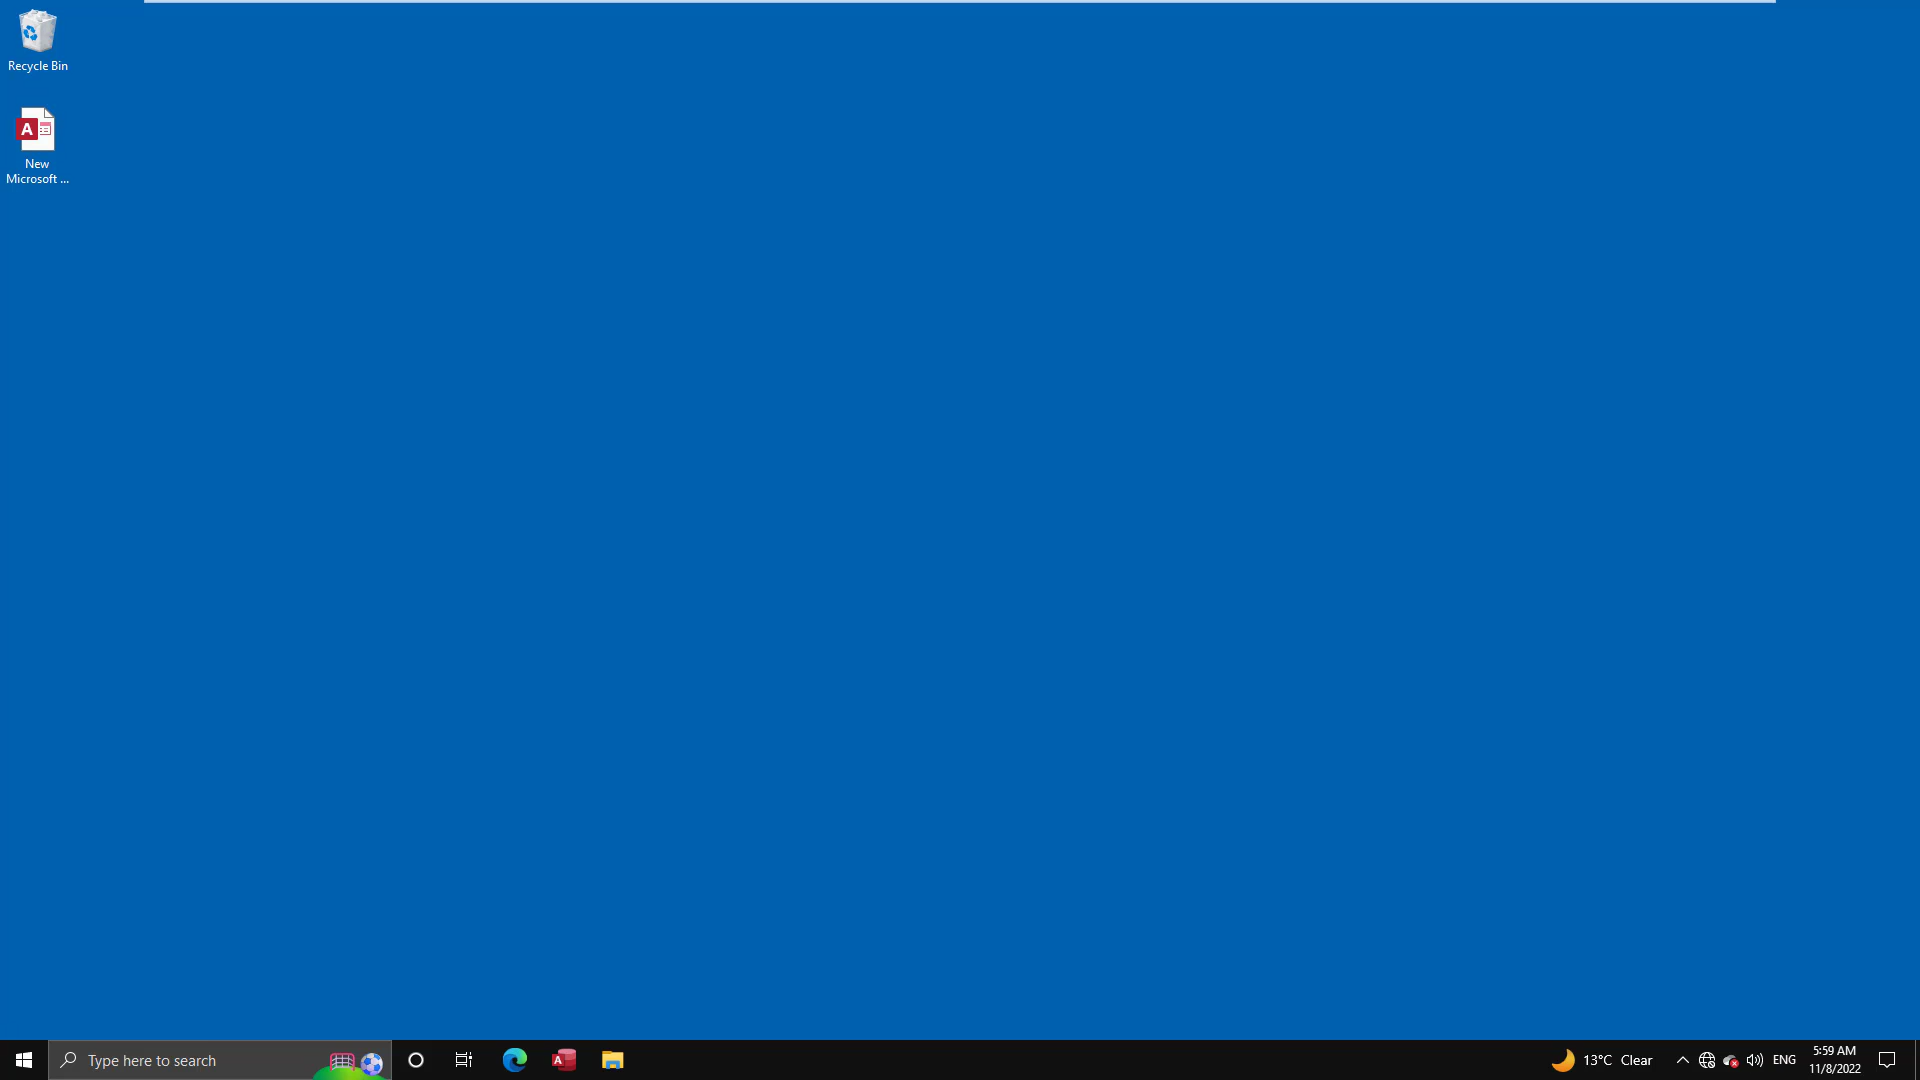 Recycle Bin
A
New
Microsoft ...
Type here to search
A
13°C Clear
ENG
5:59 AM
11/8/2022